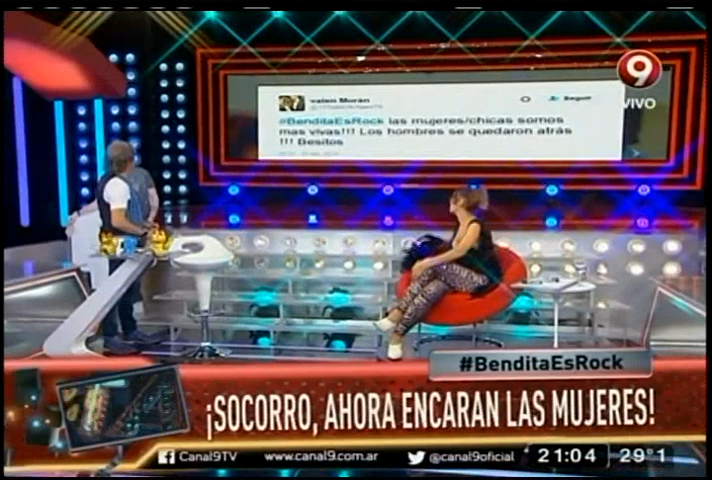 9
VIVO
valen Morán
Seguir
#BenditaEsRock las mujeres/chicas somos
mas vivas!!! Los hombres se quedaron atrás
!!! Besitos
#BenditaEsRock
¡SOCORRO, AHORA ENCARAN LAS MUJERES!
Canal9TV www.canal9.com.ar @canal9oficial 21:04 29°1